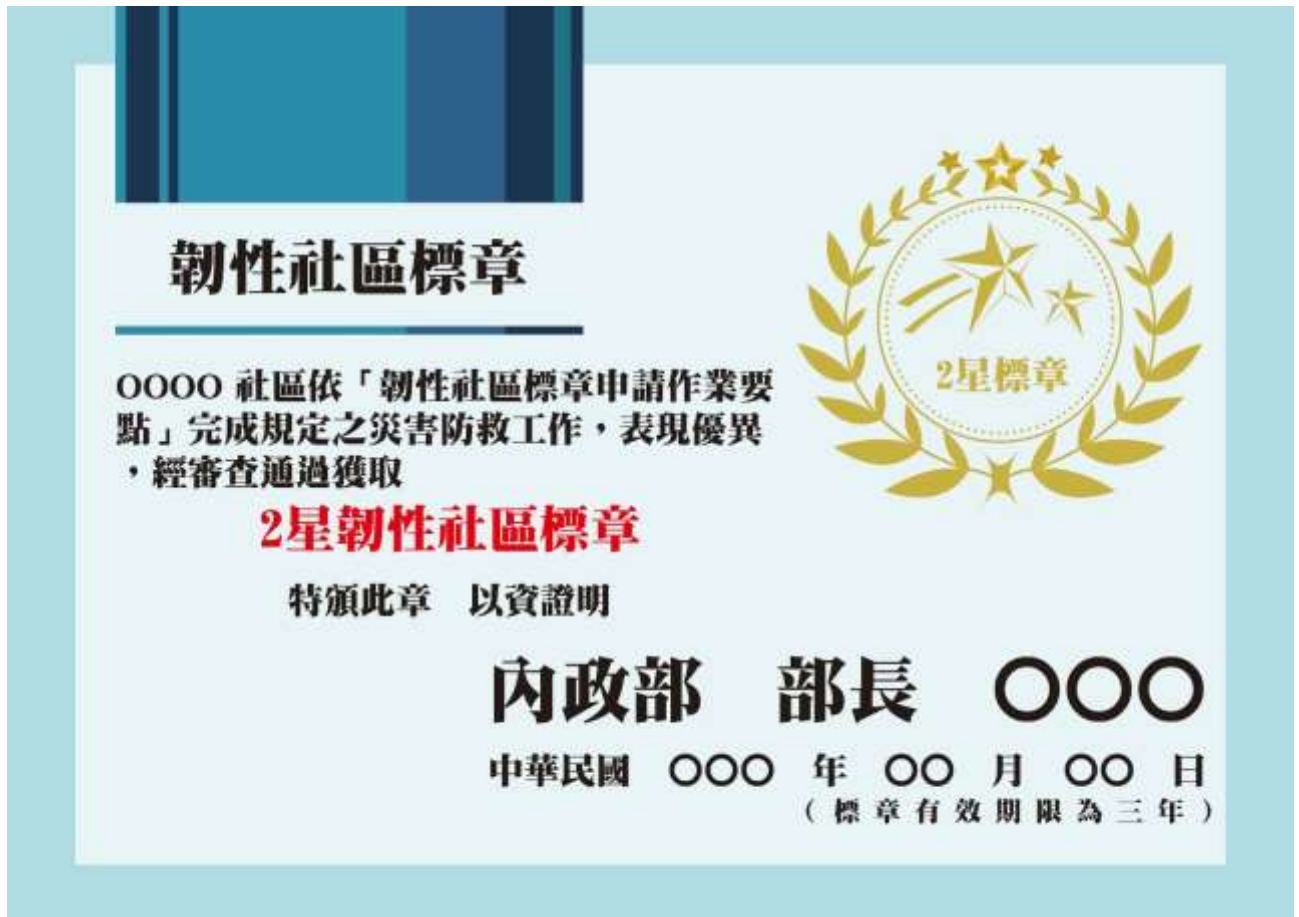 韌性社區標章
2星標章
OOOO 社區依「韌性社區標章申請作業要
點」完成規定之災害防救工作，表現優異
，經審查通過獲取
2星韌性社區標章
特頒此章　以資證明
內政部　部長　○○○
中華民國　○○○　年　○○　月　○○　日
（標章有效期限為三年）